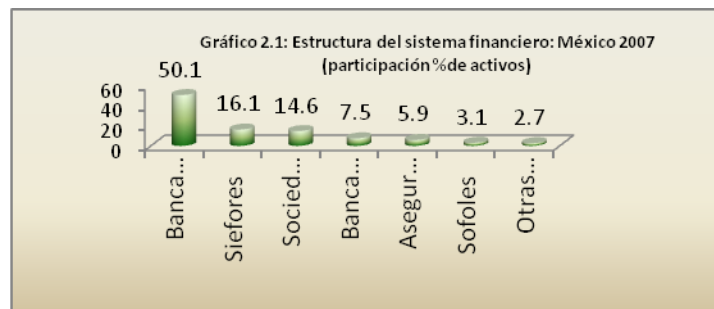 Gráfico 2.1: Estructura del sistema financiero: México 2007
(participación %de activos)
50.1 16.1 14.6 7.5 5.9 3.1 2.7
60
40
20
0
Banca...
Siefores
Socied...
Banca...
Asegur...
Sofoles
Otras...